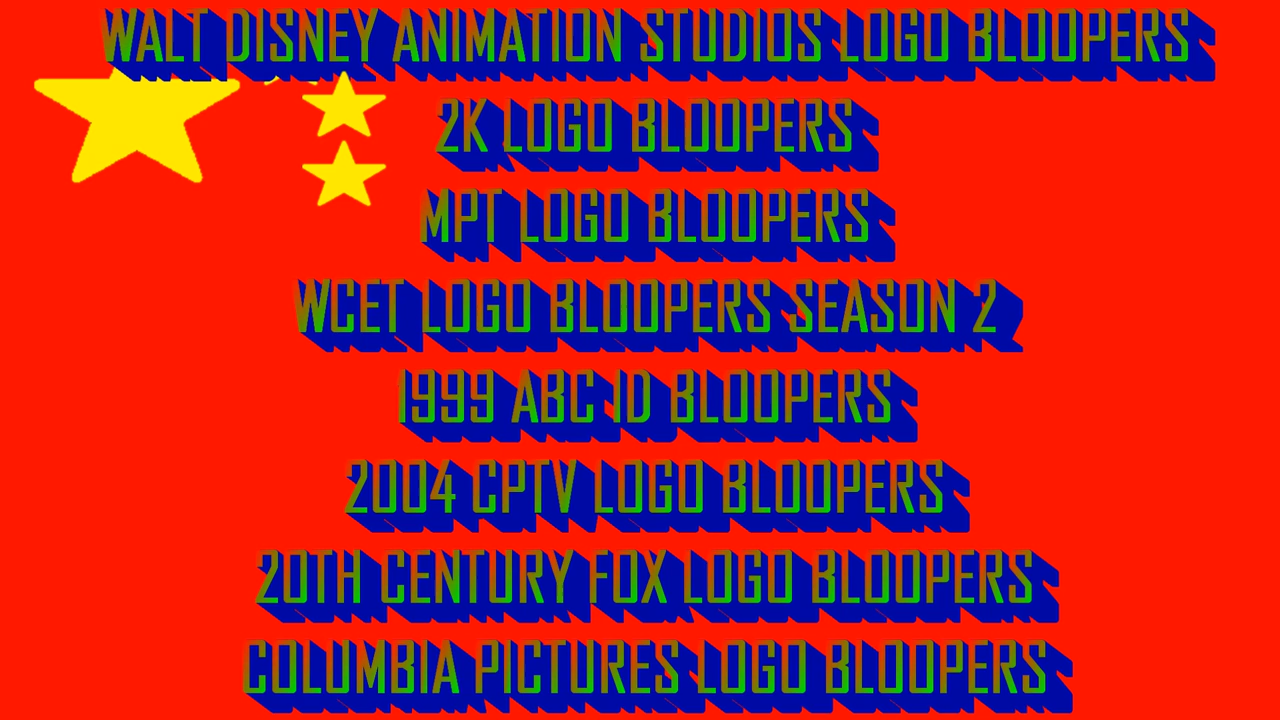 WALT DISNEY ANIMATION STUDIOS LOGO BLOOPERS
2K LOGO BLOOPERS
MPT LOGO BLOOPERS
WCET LOGO BLOOPERS SEASON 2
1999 ABC ID BLOOPERS
2004 CPTV LOGO BLOOPERS
20TH CENTURY FOX LOGO BLOOPERS
COLUMBIA PICTURES LOGO BLOOPERS